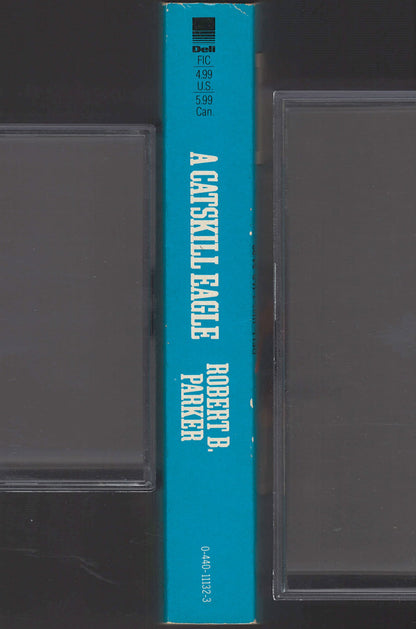 Dell
FIC
4.99
U.S.
5.99
Can.
A CATSKILL EAGLE
ROBERT B.
PARKER
0-440-11132-3